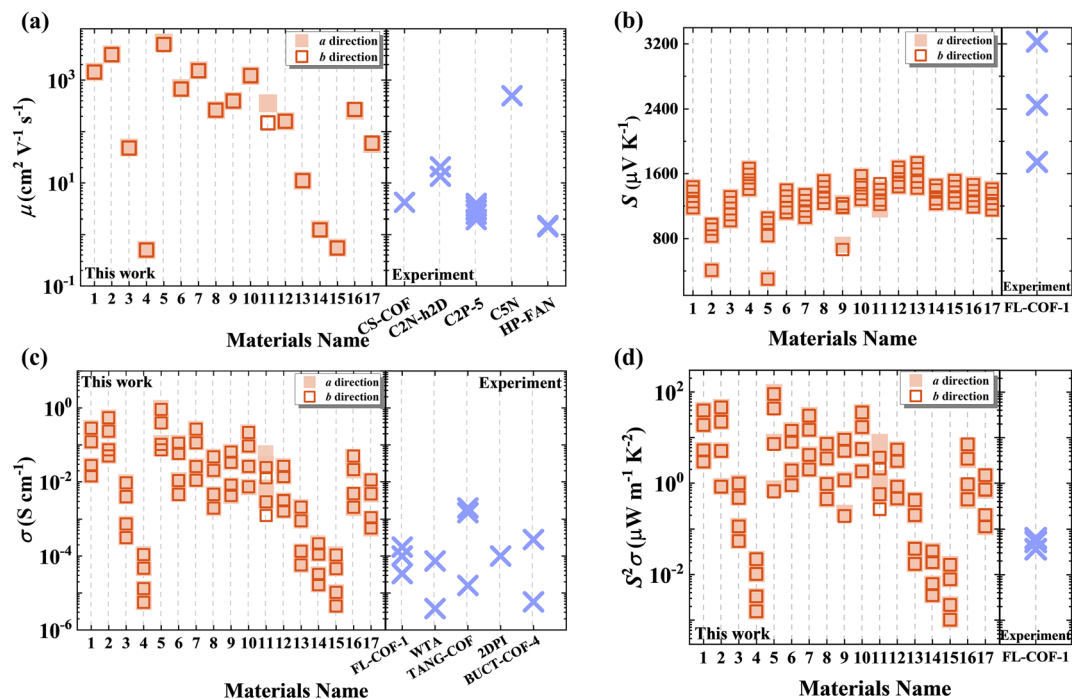 (a)
μ (cm² V⁻¹ s⁻¹)
10³
10¹
10⁻¹
a direction
b direction
This work
Experiment
1 2 3 4 5 6 7 8 9 10 11 12 13 14 15 16 17
CS-COF C2N-h2D C2P-5 C5N HP-FAN
Materials Name
(b)
S (μV K⁻¹)
3200
2400
1600
800
a direction
b direction
Experiment
1 2 3 4 5 6 7 8 9 10 11 12 13 14 15 16 17
FL-COF-1
Materials Name
(c)
σ (S cm⁻¹)
10⁰
10⁻²
10⁻⁴
10⁻⁶
This work
a direction
b direction
Experiment
1 2 3 4 5 6 7 8 9 10 11 12 13 14 15 16 17
FL-COF-1 WTA TANG-COF 2DPI BUCT-COF-4
Materials Name
(d)
S²σ (μW m⁻¹ K⁻²)
10²
10⁰
10⁻²
a direction
b direction
This work
Experiment
1 2 3 4 5 6 7 8 9 10 11 12 13 14 15 16 17
FL-COF-1
Materials Name